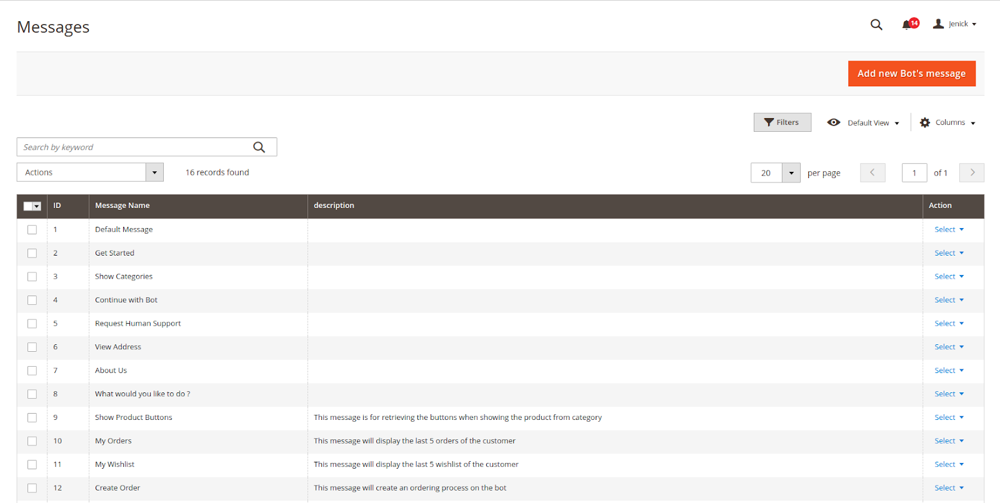 Messages
14
Jenick
Add new Bot's message
Filters
Default View
Columns
Search by keyword
Actions
16 records found
20
per page
1
of 1
ID Message Name description Action
1 Default Message Select
2 Get Started Select
3 Show Categories Select
4 Continue with Bot Select
5 Request Human Support Select
6 View Address Select
7 About Us Select
8 What would you like to do ? Select
9 Show Product Buttons This message is for retrieving the buttons when showing the product from category Select
10 My Orders This message will display the last 5 orders of the customer Select
11 My Wishlist This message will display the last 5 wishlist of the customer Select
12 Create Order This message will create an ordering process on the bot Select